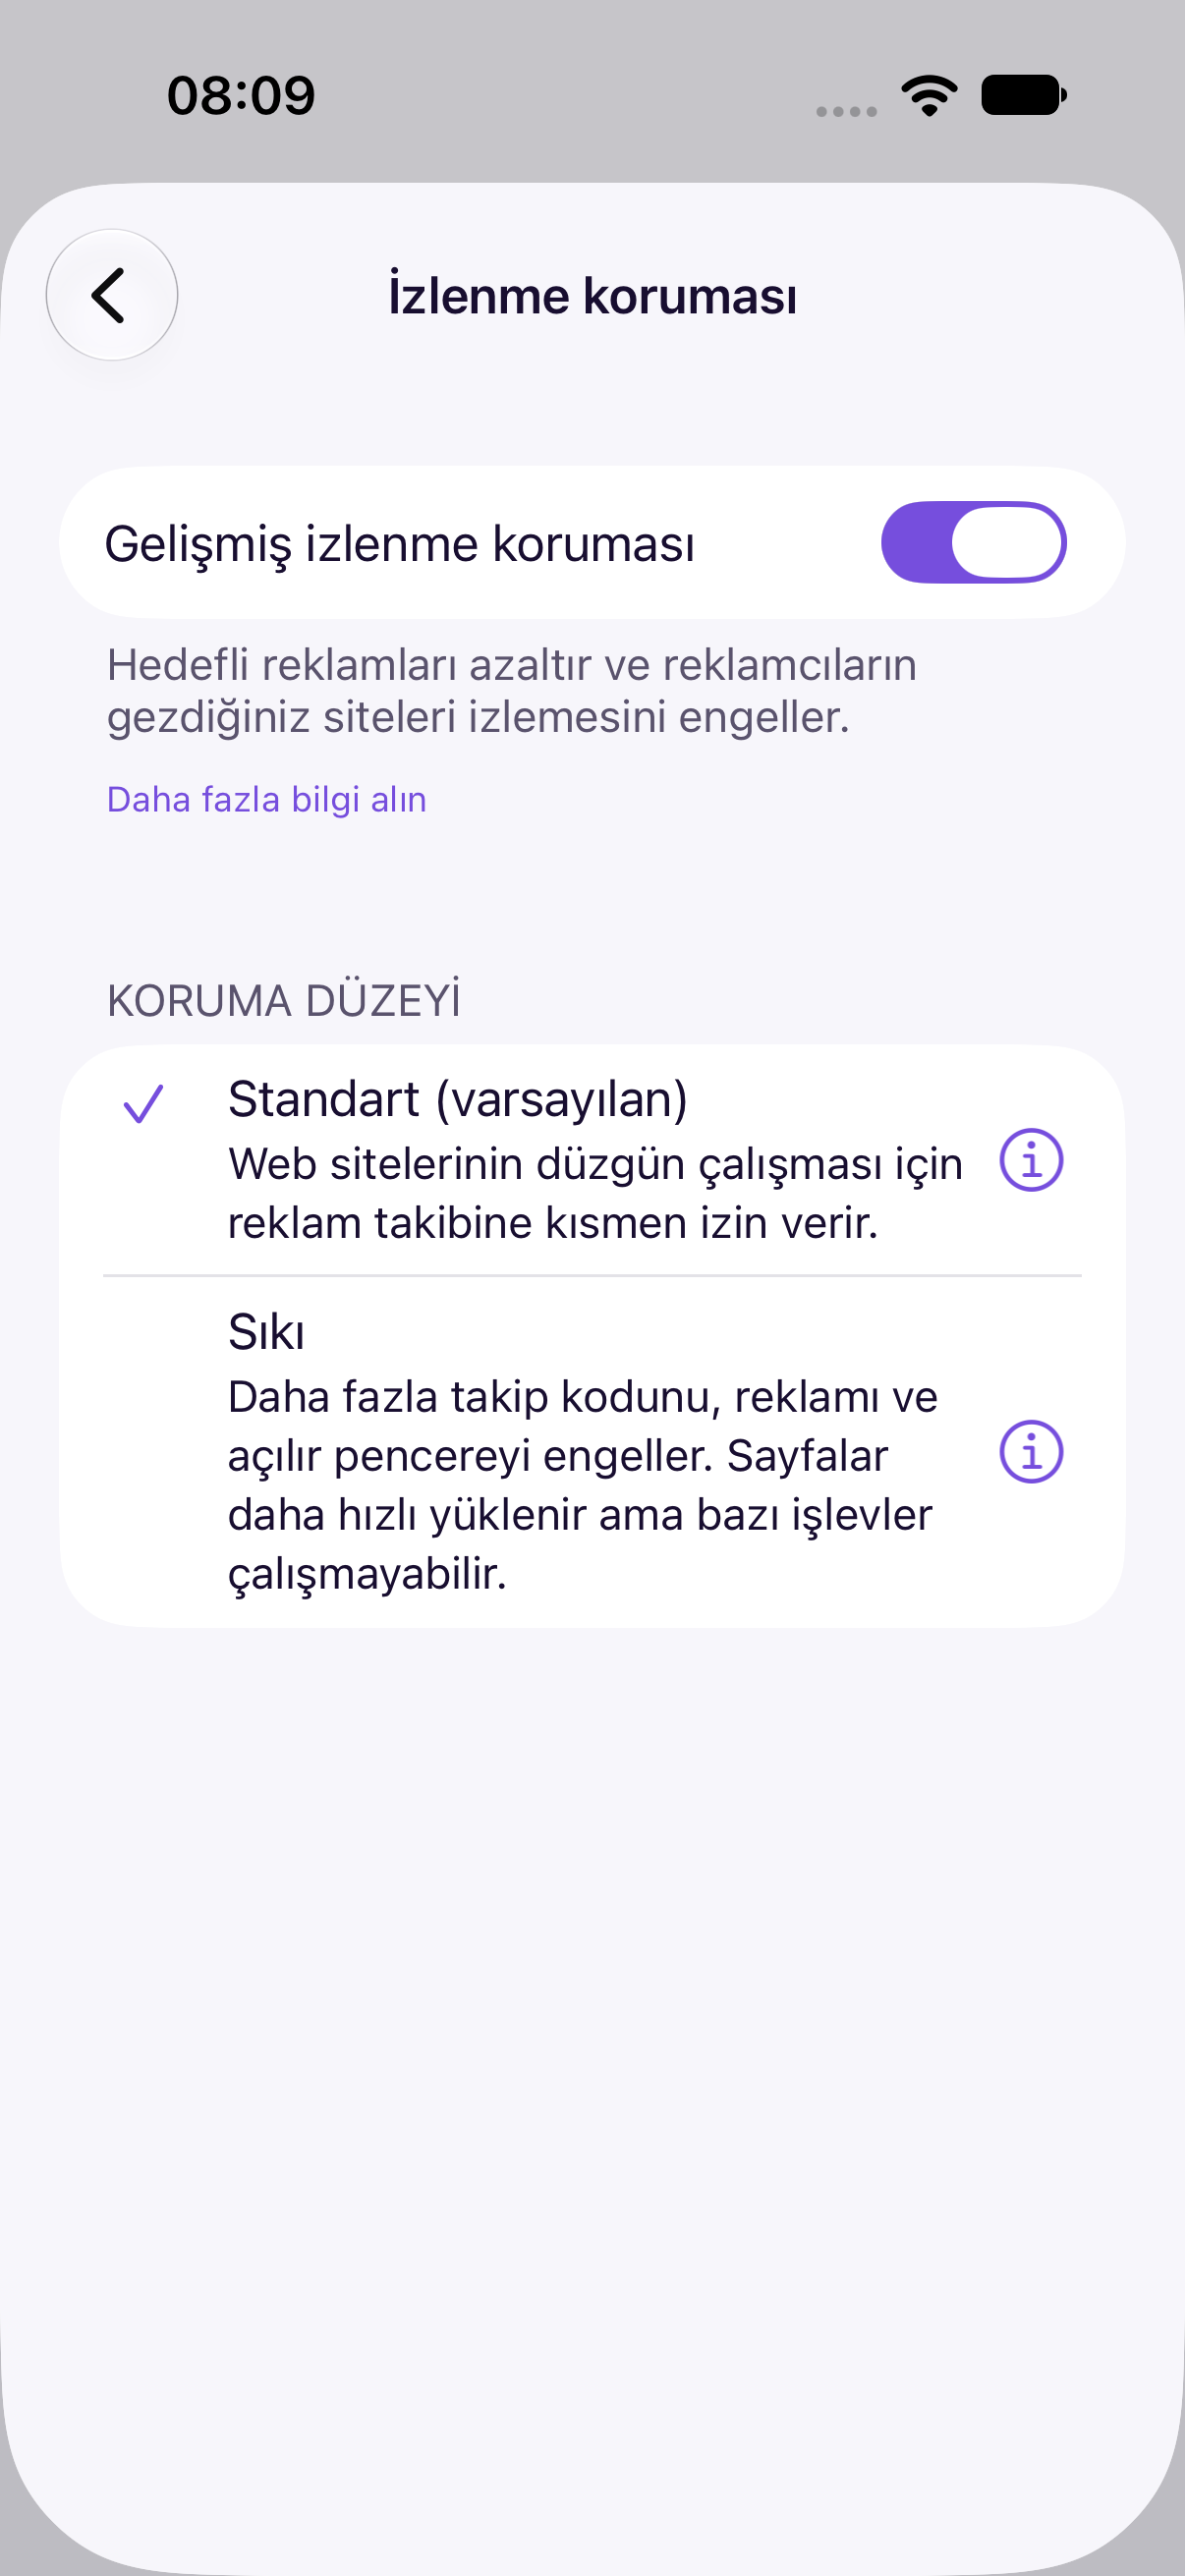 08:09
İzlenme koruması
Gelişmiş izlenme koruması
Hedefli reklamları azaltır ve reklamcıların
gezdiğiniz siteleri izlemesini engeller.
Daha fazla bilgi alın
KORUMA DÜZEYİ
Standart (varsayılan)
Web sitelerinin düzgün çalışması için
reklam takibine kısmen izin verir.
Sıkı
Daha fazla takip kodunu, reklamı ve
açılır pencereyi engeller. Sayfalar
daha hızlı yüklenir ama bazı işlevler
çalışmayabilir.